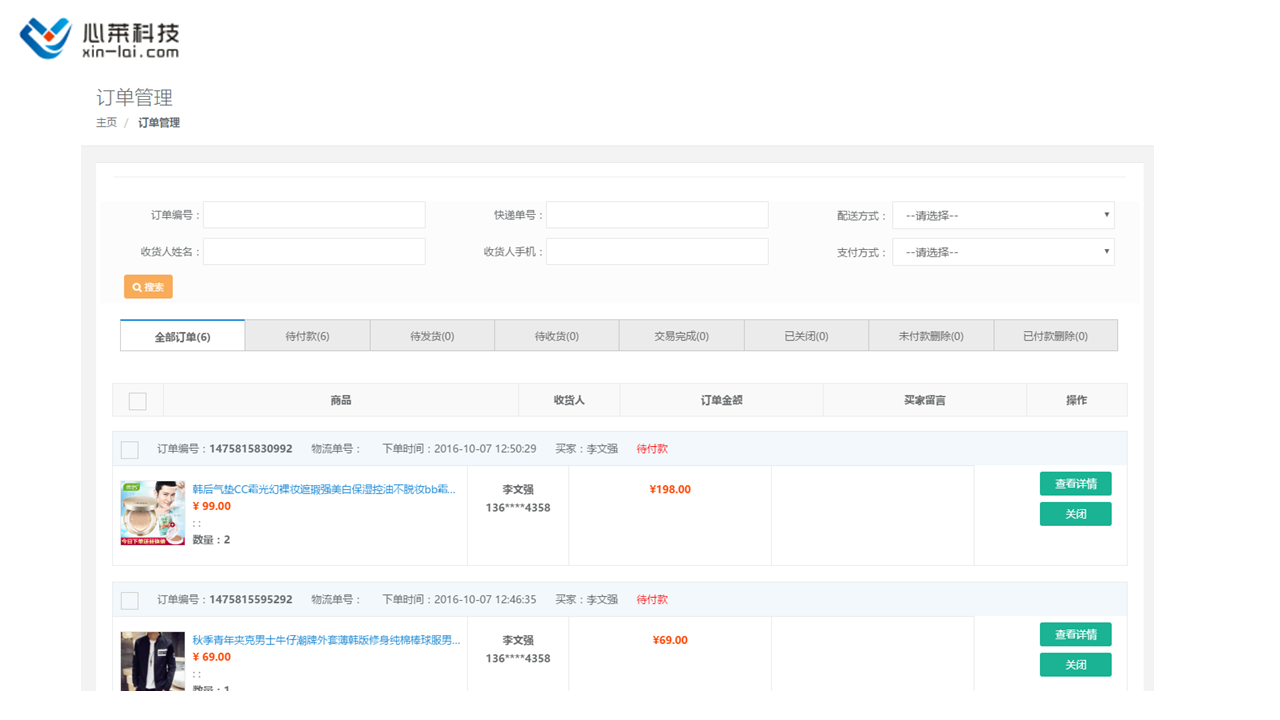 心莱科技
xin-lai.com
订单管理
主页 / 订单管理
订单编号： 快递单号： 配送方式： --请选择--
收货人姓名： 收货人手机： 支付方式： --请选择--
搜索
全部订单(6) 待付款(6) 待发货(0) 待收货(0) 交易完成(0) 已关闭(0) 未付款删除(0) 已付款删除(0)
商品 收货人 订单金额 买家留言 操作
订单编号：1475815830992 物流单号： 下单时间：2016-10-07 12:50:29 买家：李文强 待付款
韩后气垫CC霜光幻裸妆遮瑕强美白保湿控油不脱妆bb霜... 李文强 ¥198.00 查看详情
¥ 99.00 136****4358 关闭
: :
数量：2
今日下单送替换装
订单编号：1475815595292 物流单号： 下单时间：2016-10-07 12:46:35 买家：李文强 待付款
秋季青年夹克男士牛仔潮牌外套薄韩版修身纯棉棒球服男... 李文强 ¥69.00 查看详情
¥ 69.00 136****4358 关闭
: :
数量：1